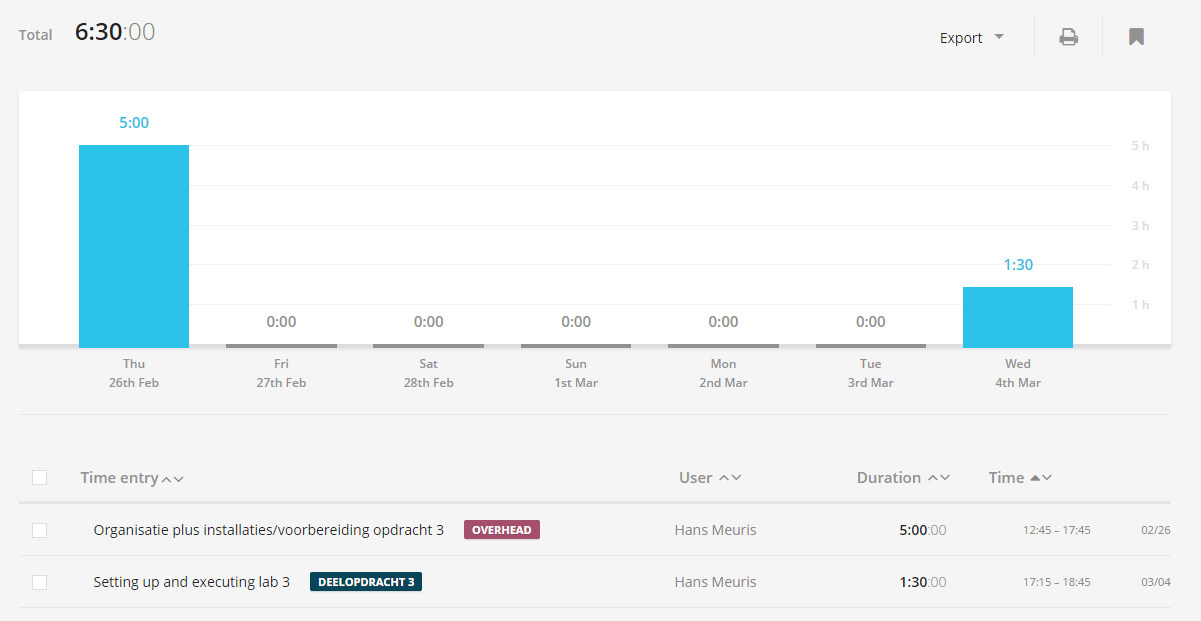 Total 6:30:00
Export
5:00
5 h
4 h
3 h
2 h
1:30
1 h
0:00 0:00 0:00 0:00 0:00
Thu Fri Sat Sun Mon Tue Wed
26th Feb 27th Feb 28th Feb 1st Mar 2nd Mar 3rd Mar 4th Mar
Time entry User Duration Time
Organisatie plus installaties/voorbereiding opdracht 3 OVERHEAD Hans Meuris 5:00:00 12:45 – 17:45 02/26
Setting up and executing lab 3 DEELOPDRACHT 3 Hans Meuris 1:30:00 17:15 – 18:45 03/04